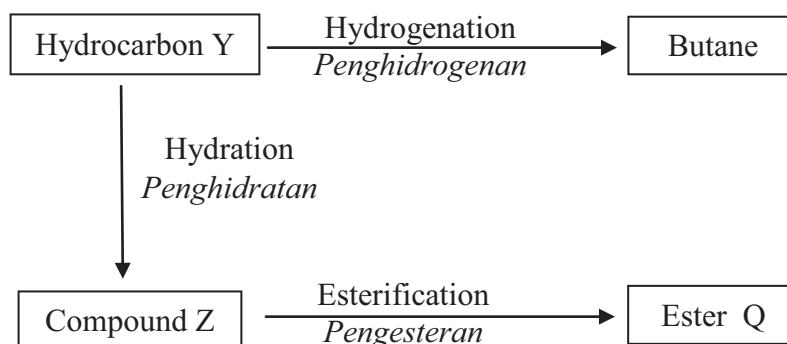 Hydrocarbon Y
Hydrogenation
Penghidrogenan
Butane
Hydration
Penghidratan
Compound Z
Esterification
Pengesteran
Ester Q